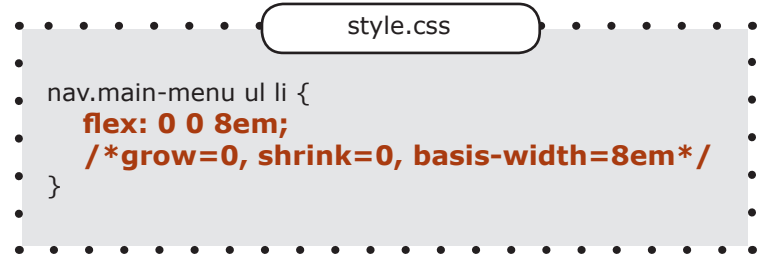 style.css
nav.main-menu ul li {
flex: 0 0 8em;
/*grow=0, shrink=0, basis-width=8em*/
}